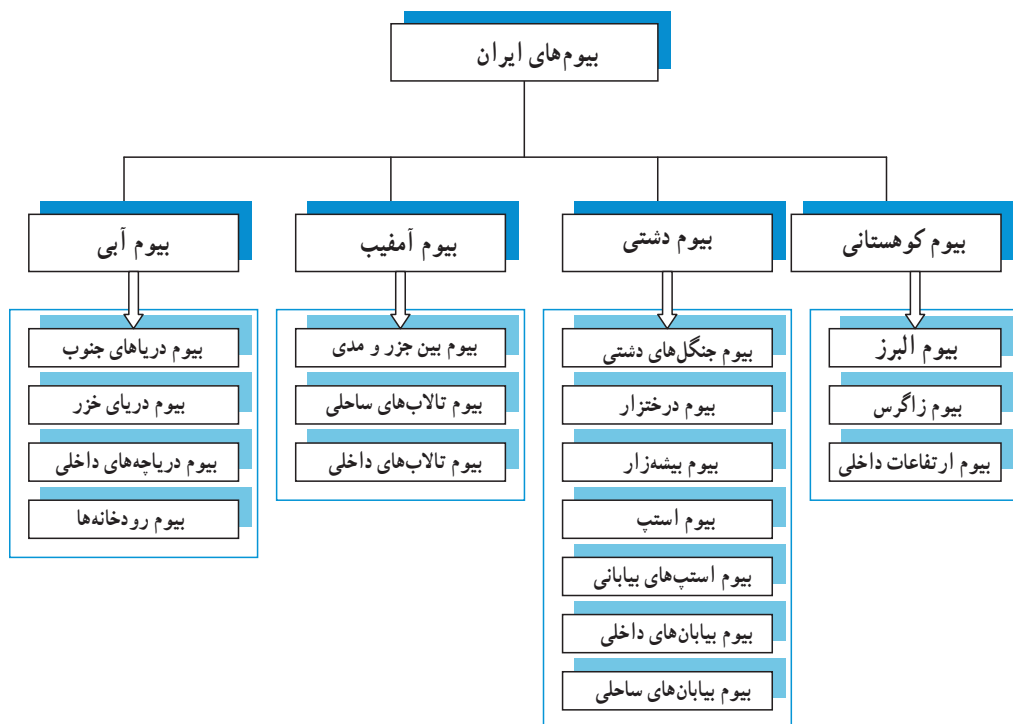 بیوم‌های ایران
بیوم کوهستانی
بیوم البرز
بیوم زاگرس
بیوم ارتفاعات داخلی
بیوم دشتی
بیوم جنگل‌های دشتی
بیوم درختزار
بیوم بیشه‌زار
بیوم استپ
بیوم استپ‌های بیابانی
بیوم بیابان‌های داخلی
بیوم بیابان‌های ساحلی
بیوم آمفیب
بیوم بین جزر و مدی
بیوم تالاب‌های ساحلی
بیوم تالاب‌های داخلی
بیوم آبی
بیوم دریاهای جنوب
بیوم دریای خزر
بیوم دریاچه‌های داخلی
بیوم رودخانه‌ها